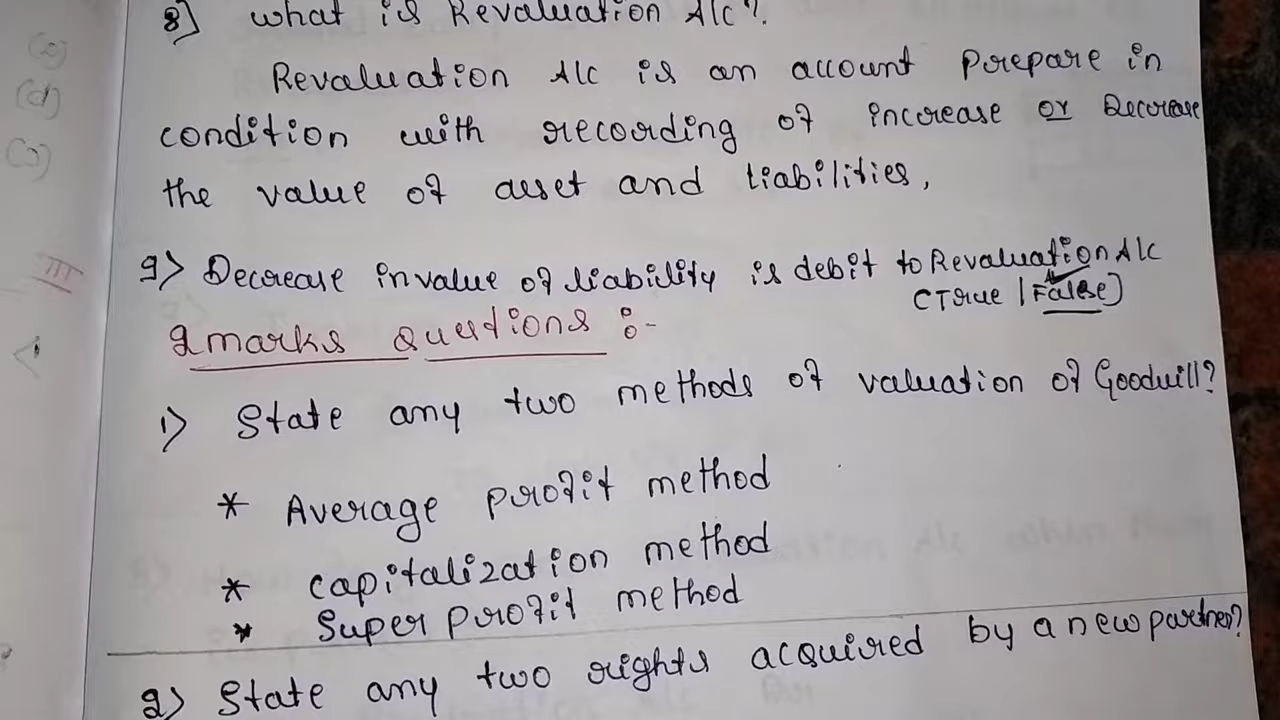 8] what is Revaluation A/c?
Revaluation A/c is an account prepare in
condition with recording of increase or Decrease
the value of asset and liabilities,
9> Decrease in value of liability is debit to Revaluation A/c
(True | False)
2 marks questions :-
1> State any two methods of valuation of Goodwill?
* Average profit method
* capitalization method
* Super profit method
2> State any two rights acquired by a new partner?